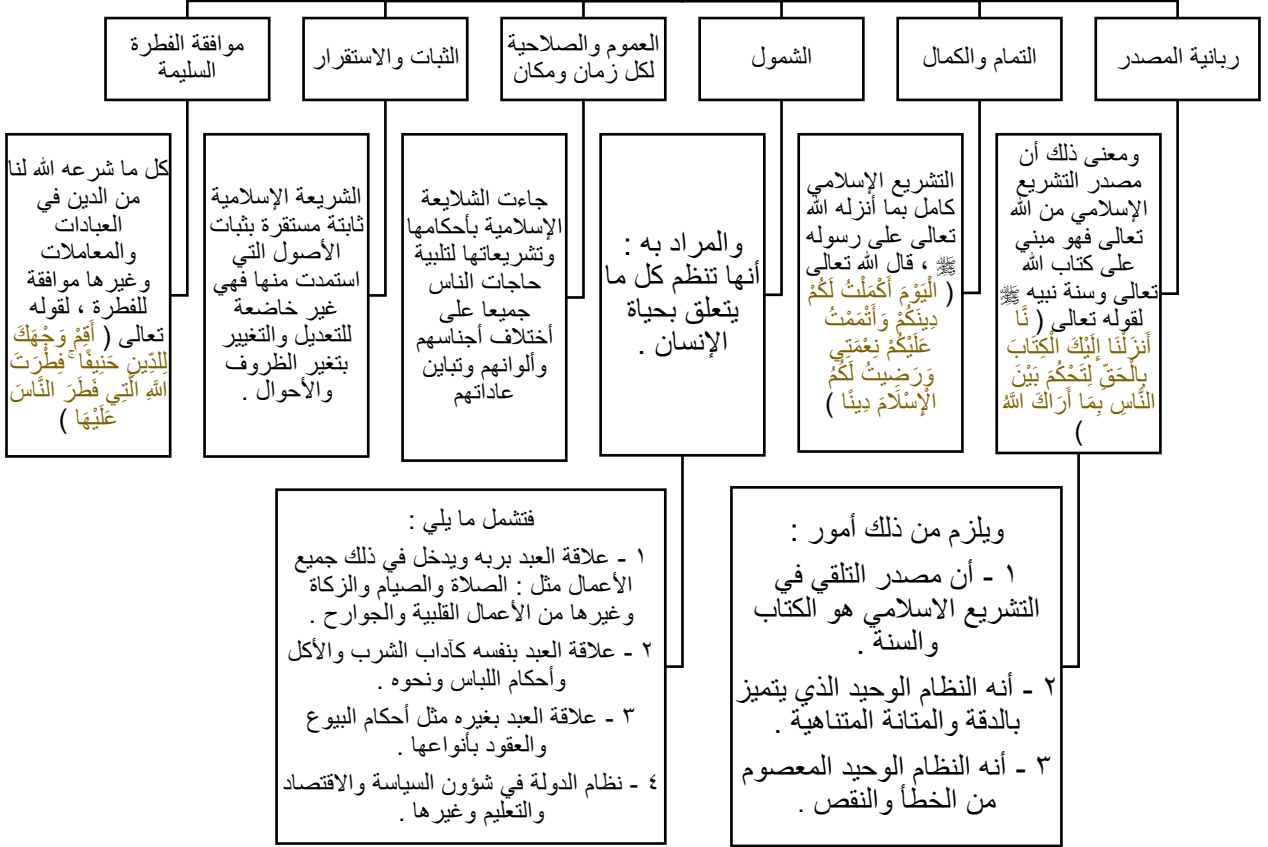 ربانية المصدر
التمام والكمال
الشمول
العموم والصلاحية
لكل زمان ومكان
الثبات والاستقرار
موافقة الفطرة
السليمة
ومعنى ذلك أن
مصدر التشريع
الإسلامي من الله
تعالى فهو مبني
على كتاب الله
تعالى وسنة نبيه ﷺ
لقوله تعالى ( نَّا
أَنزَلْنَا إِلَيْكَ الْكِتَابَ
بِالْحَقِّ لِتَحْكُمَ بَيْنَ
النَّاسِ بِمَا أَرَاكَ اللَّهُ
)
التشريع الإسلامي
كامل بما أنزله الله
تعالى على رسوله
ﷺ ، قال الله تعالى
( الْيَوْمَ أَكْمَلْتُ لَكُمْ
دِينَكُمْ وَأَتْمَمْتُ
عَلَيْكُمْ نِعْمَتِي
وَرَضِيتُ لَكُمُ
الْإِسْلَامَ دِينًا )
والمراد به :
أنها تنظم كل ما
يتعلق بحياة
الإنسان .
جاءت الشلايعة
الإسلامية بأحكامها
وتشريعاتها لتلبية
حاجات الناس
جميعا على
أختلاف أجناسهم
وألوانهم وتباين
عاداتهم
الشريعة الإسلامية
ثابتة مستقرة بثبات
الأصول التي
استمدت منها فهي
غير خاضعة
للتعديل والتغيير
بتغير الظروف
والأحوال .
كل ما شرعه الله لنا
من الدين في
العبادات
والمعاملات
وغيرها موافقة
للفطرة ، لقوله
تعالى ( أَقِمْ وَجْهَكَ
لِلدِّينِ حَنِيفًا ۚ فِطْرَتَ
اللَّهِ الَّتِي فَطَرَ النَّاسَ
عَلَيْهَا )
ويلزم من ذلك أمور :
١ - أن مصدر التلقي في
التشريع الاسلامي هو الكتاب
والسنة .
٢ - أنه النظام الوحيد الذي يتميز
بالدقة والمتانة المتناهية .
٣ - أنه النظام الوحيد المعصوم
من الخطأ والنقص .
فتشمل ما يلي :
١ - علاقة العبد بربه ويدخل في ذلك جميع
الأعمال مثل : الصلاة والصيام والزكاة
وغيرها من الأعمال القلبية والجوارح .
٢ - علاقة العبد بنفسه كآداب الشرب والأكل
وأحكام اللباس ونحوه .
٣ - علاقة العبد بغيره مثل أحكام البيوع
والعقود بأنواعها .
٤ - نظام الدولة في شؤون السياسة والاقتصاد
والتعليم وغيرها .